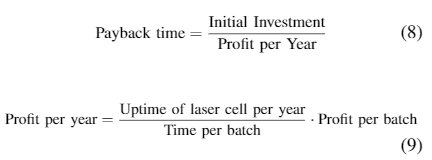 Payback time = Initial Investment / Profit per Year (8)
Profit per year = Uptime of laser cell per year / Time per batch · Profit per batch
(9)